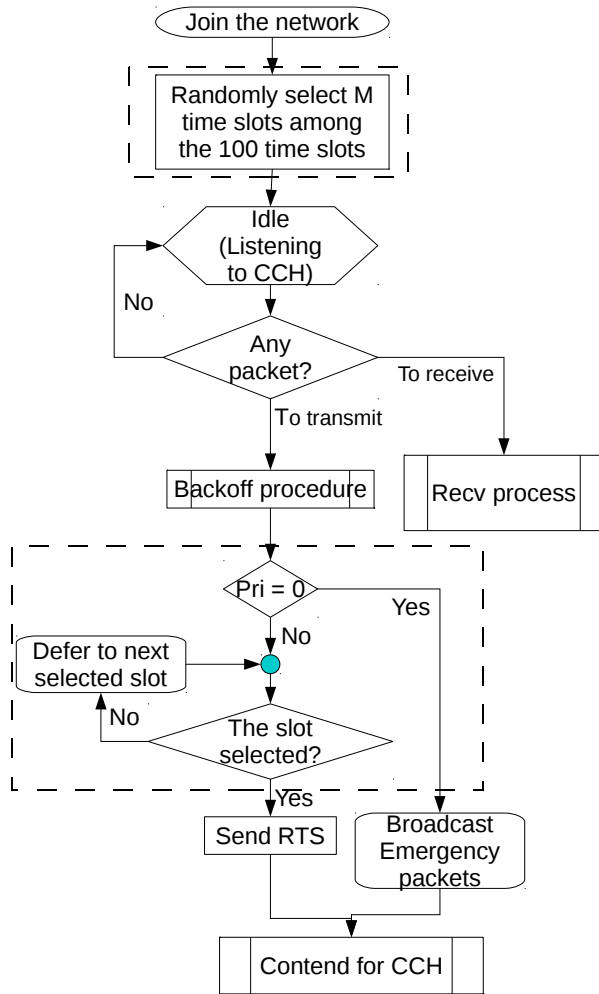 Join the network
Randomly select M
time slots among
the 100 time slots
Idle
(Listening
to CCH)
No
Any
packet?
To receive
To transmit
Backoff procedure
Recv process
Pri = 0
Yes
No
Defer to next
selected slot
No
The slot
selected?
Yes
Send RTS
Broadcast
Emergency
packets
Contend for CCH